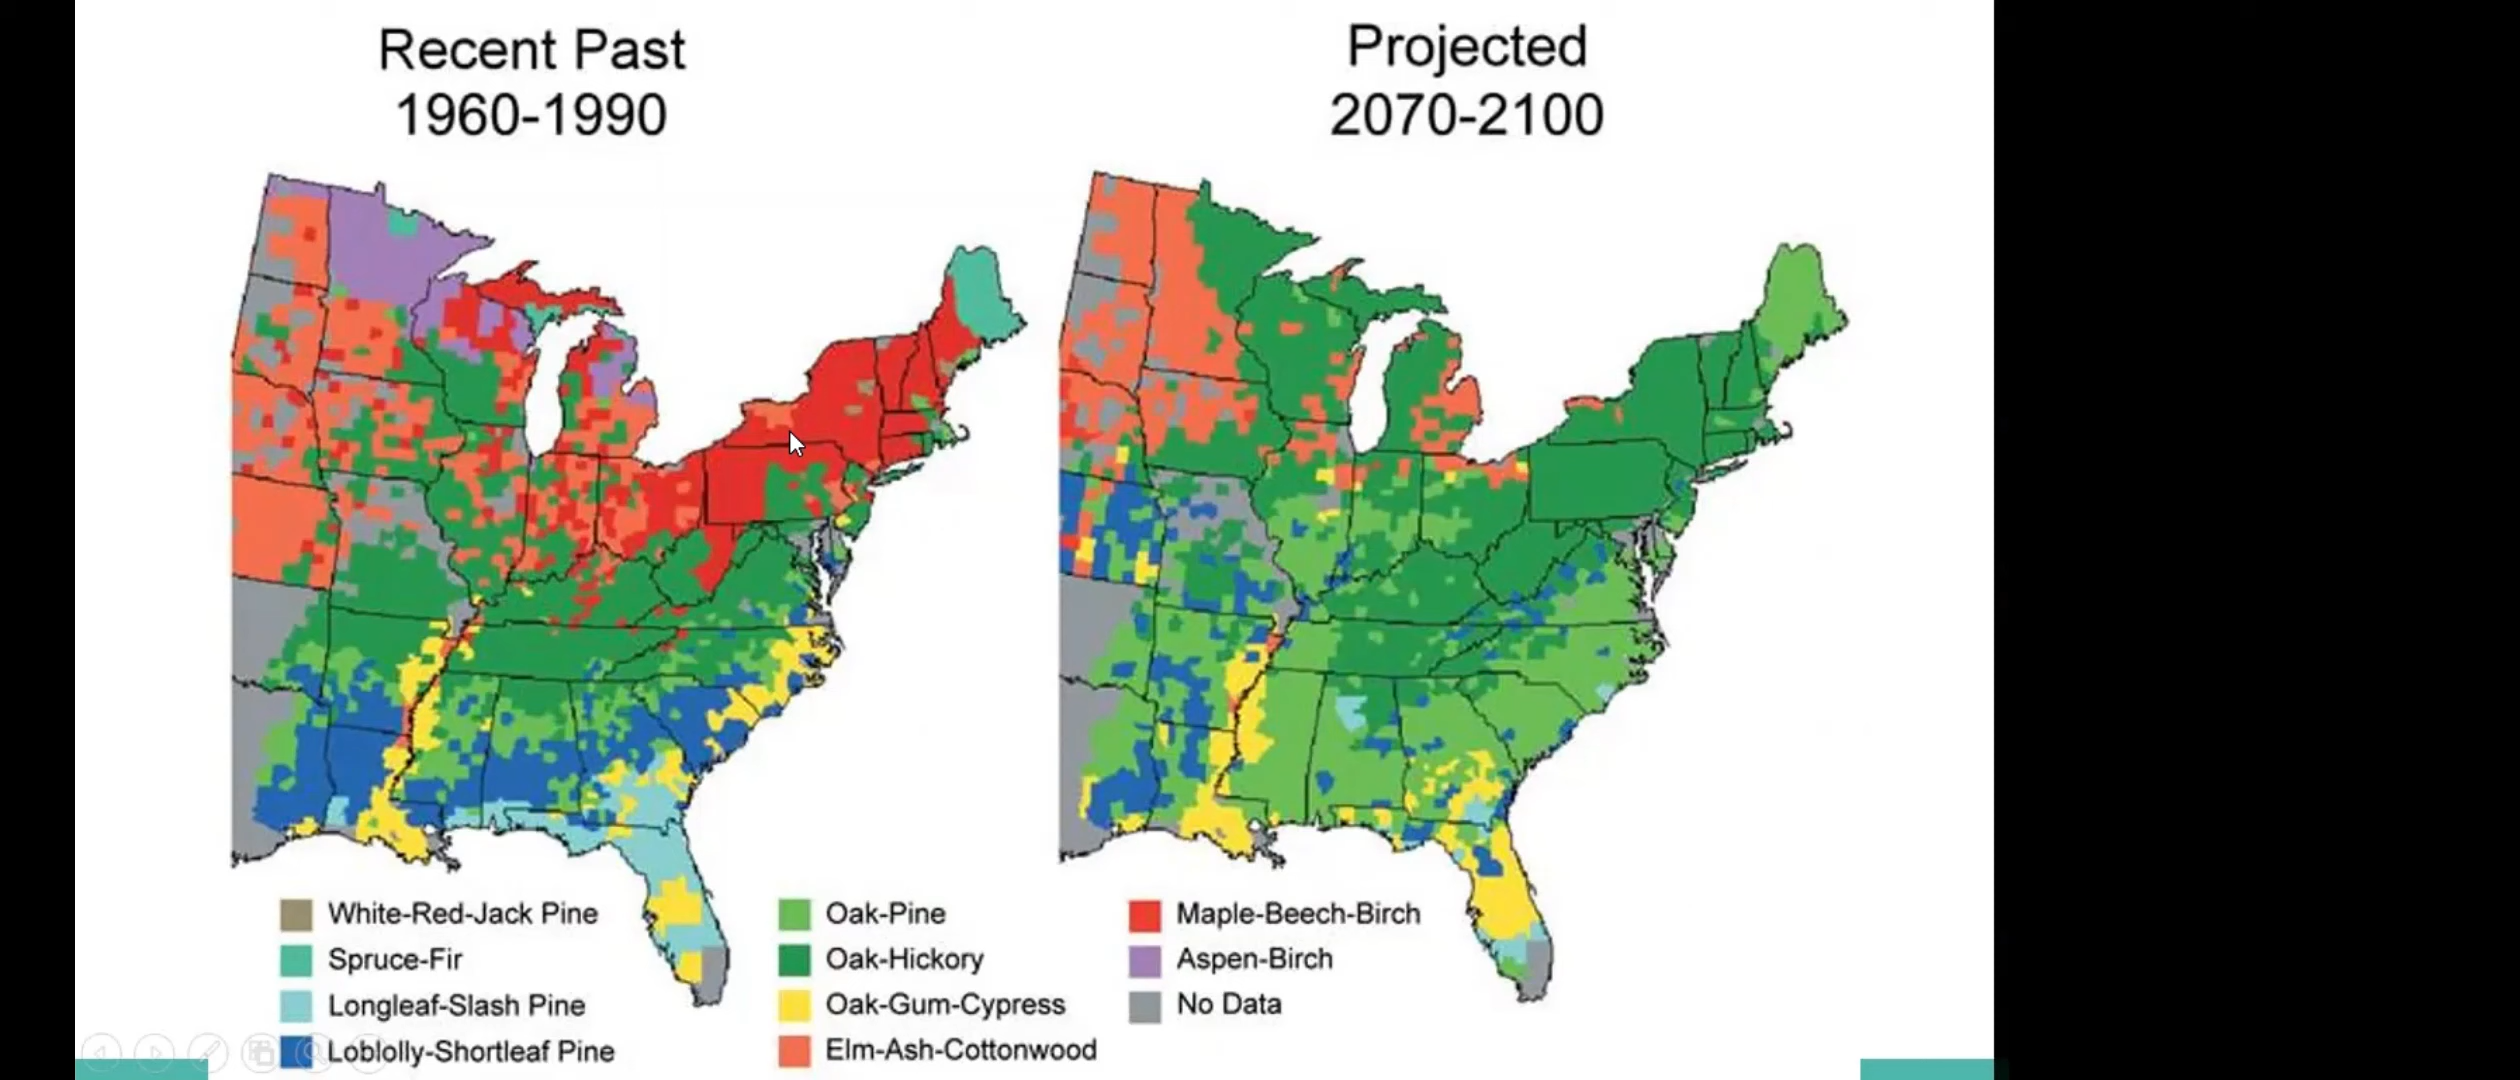 Recent Past
1960-1990
Projected
2070-2100
White-Red-Jack Pine
Spruce-Fir
Longleaf-Slash Pine
Loblolly-Shortleaf Pine
Oak-Pine
Oak-Hickory
Oak-Gum-Cypress
Elm-Ash-Cottonwood
Maple-Beech-Birch
Aspen-Birch
No Data